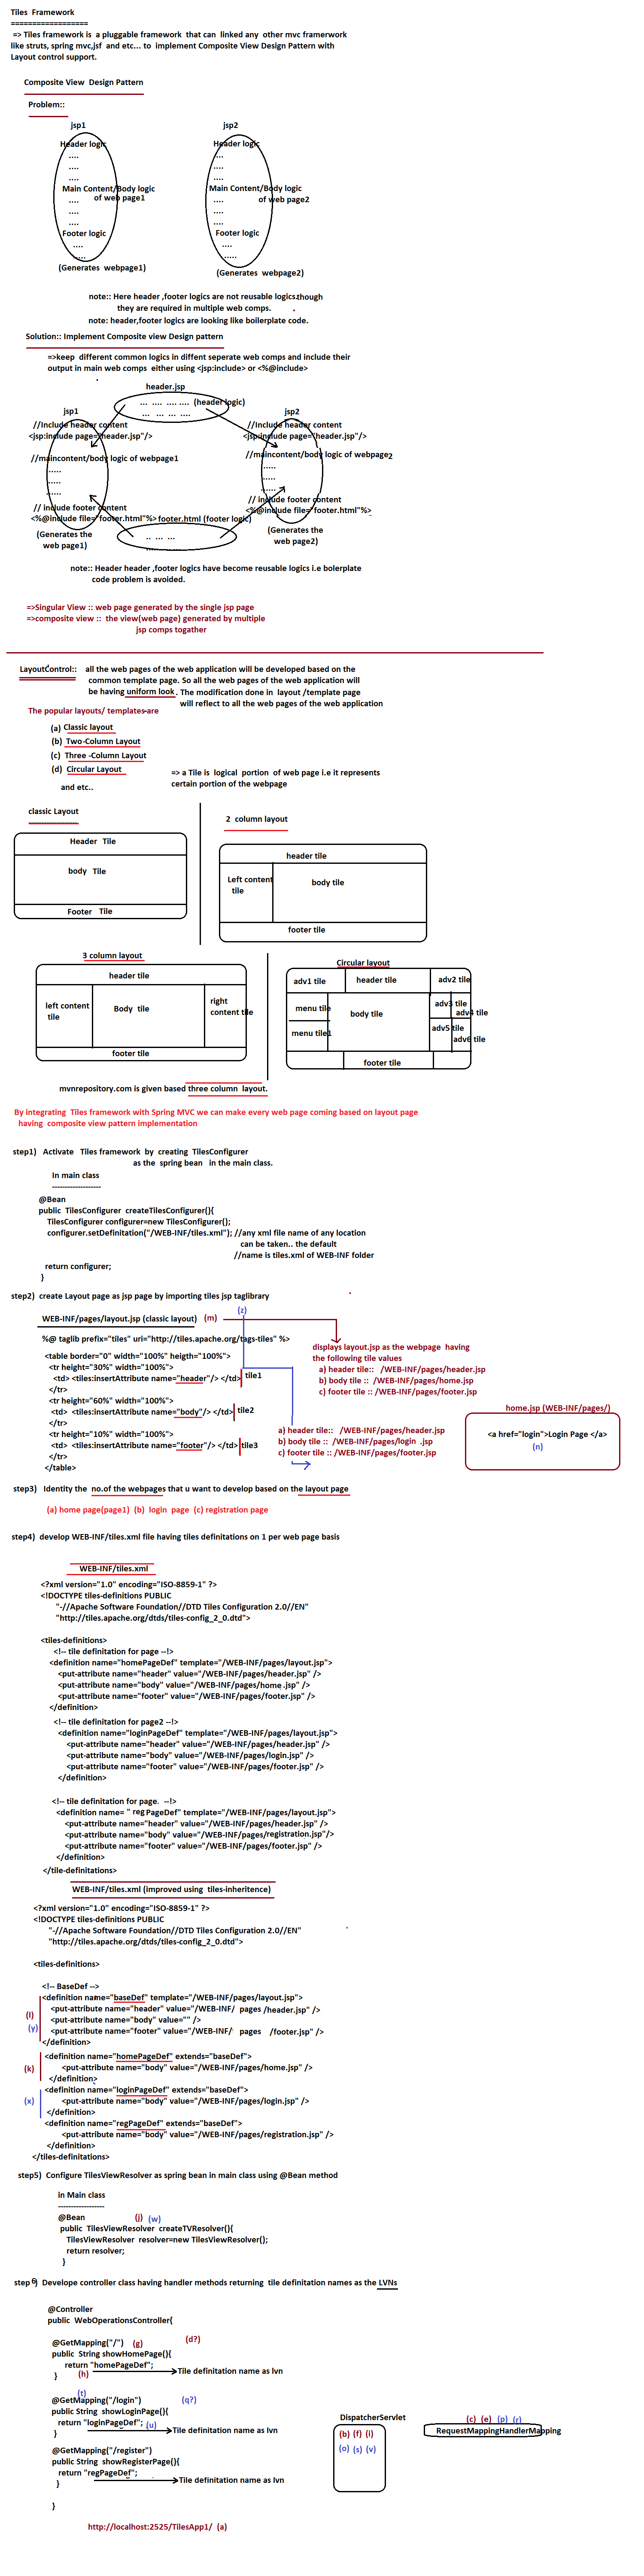 Tiles Framework
==================
=> Tiles framework is a pluggable framework that can linked any other mvc framerwork
like struts, spring mvc,jsf and etc... to implement Composite View Design Pattern with
Layout control support.
Composite View Design Pattern
Problem::
jsp1 jsp2
Header logic Header logic
.... ...
.... ....
.... ....
Main Content/Body logic Main Content/Body logic
.... of web page1 .... of web page2
.... ....
.... ....
Footer logic Footer logic
.... ....
..... .....
(Generates webpage1) (Generates webpage2)
note:: Here header ,footer logics are not reusable logics though
they are required in multiple web comps.
note: header,footer logics are looking like boilerplate code.
Solution:: Implement Composite view Design pattern
=>keep different common logics in diffent seperate web comps and include their
output in main web comps either using <jsp:include> or <%@include>
header.jsp
... ... .... .... (header logic)
... ... ... ....
jsp1 jsp2
//Include header content //Include header content
<jsp:include page="header.jsp"/> <jsp:include page="header.jsp"/>
//maincontent/body logic of webpage1 //maincontent/body logic of webpage2
..... .....
..... .....
...... ......
// include footer content // include footer content
<%@include file="footer.html"%> footer.html (footer logic) <%@include file="footer.html"%>
(Generates the web page1) .. ... ... (Generates the web page2)
note:: Header header ,footer logics have become reusable logics i.e bolerplate
code problem is avoided.
=>Singular View :: web page generated by the single jsp page
=>composite view :: the view(web page) generated by multiple
jsp comps togather
LayoutControl:: all the web pages of the web application will be developed based on the
common template page. So all the web pages of the web application will
be having uniform look . The modification done in layout /template page
will reflect to all the web pages of the web application
The popular layouts/ templates are
(a) Classic layout
(b) Two-Column Layout
(c) Three -Column Layout
(d) Circular Layout
and etc..
=> a Tile is logical portion of web page i.e it represents
certain portion of the webpage
classic Layout
2 column layout
Header Tile
body Tile
Footer Tile
header tile
Left content tile
body tile
footer tile
3 column layout
header tile
left content tile
Body tile
right content tile
footer tile
Circular layout
adv1 tile header tile adv2 tile
menu tile body tile adv3 tile adv4 tile
menu tile1 adv5 tile adv6 tile
footer tile
mvnrepository.com is given based three column layout.
By integrating Tiles framework with Spring MVC we can make every web page coming based on layout page
having composite view pattern implementation
step1) Activate Tiles framework by creating TilesConfigurer
as the spring bean in the main class.
In main class
-------------------
@Bean
public TilesConfigurer createTilesConfigurer(){
TilesConfigurer configurer=new TilesConfigurer();
configurer.setDefinitation("/WEB-INF/tiles.xml"); //any xml file name of any location
can be taken.. the default
//name is tiles.xml of WEB-INF folder
return configurer;
}
step2) create Layout page as jsp page by importing tiles jsp taglibrary
WEB-INF/pages/layout.jsp (classic layout) (m) (z)
%@ taglib prefix="tiles" uri="http://tiles.apache.org/tags-tiles" %>
<table border="0" width="100%" heigth="100%">
<tr height="30%" width="100%">
<td> <tiles:insertAttribute name="header"/> </td> tile1
</tr>
<tr height="60%" width="100%">
<td> <tiles:insertAttribute name="body"/> </td> tile2
</tr>
<tr height="10%" width="100%">
<td> <tiles:insertAttribute name="footer"/> </td> tile3
</tr>
</table>
displays layout.jsp as the webpage having
the following tile values
a) header tile:: /WEB-INF/pages/header.jsp
b) body tile :: /WEB-INF/pages/home.jsp
c) footer tile :: /WEB-INF/pages/footer.jsp
a) header tile:: /WEB-INF/pages/header.jsp
b) body tile :: /WEB-INF/pages/login .jsp
c) footer tile :: /WEB-INF/pages/footer.jsp
home.jsp (WEB-INF/pages/)
<a href="login">Login Page </a>
(n)
step3) Identity the no.of the webpages that u want to develop based on the layout page
(a) home page(page1) (b) login page (c) registration page
step4) develop WEB-INF/tiles.xml file having tiles definitations on 1 per web page basis
WEB-INF/tiles.xml
<?xml version="1.0" encoding="ISO-8859-1" ?>
<!DOCTYPE tiles-definitions PUBLIC
"-//Apache Software Foundation//DTD Tiles Configuration 2.0//EN"
"http://tiles.apache.org/dtds/tiles-config_2_0.dtd">
<tiles-definitions>
<!-- tile definitation for page --!>
<definition name="homePageDef" template="/WEB-INF/pages/layout.jsp">
<put-attribute name="header" value="/WEB-INF/pages/header.jsp" />
<put-attribute name="body" value="/WEB-INF/pages/home .jsp" />
<put-attribute name="footer" value="/WEB-INF/pages/footer.jsp" />
</definition>
<!-- tile definitation for page2 --!>
<definition name="loginPageDef" template="/WEB-INF/pages/layout.jsp">
<put-attribute name="header" value="/WEB-INF/pages/header.jsp" />
<put-attribute name="body" value="/WEB-INF/pages/login.jsp" />
<put-attribute name="footer" value="/WEB-INF/pages/footer.jsp" />
</definition>
<!-- tile definitation for page. --!>
<definition name= " reg PageDef" template="/WEB-INF/pages/layout.jsp">
<put-attribute name="header" value="/WEB-INF/pages/header.jsp" />
<put-attribute name="body" value="/WEB-INF/pages/registration.jsp"/>
<put-attribute name="footer" value="/WEB-INF/pages/footer.jsp" />
</definition>
</tile-definitations>
WEB-INF/tiles.xml (improved using tiles-inheritence)
<?xml version="1.0" encoding="ISO-8859-1" ?>
<!DOCTYPE tiles-definitions PUBLIC
"-//Apache Software Foundation//DTD Tiles Configuration 2.0//EN"
"http://tiles.apache.org/dtds/tiles-config_2_0.dtd">
<tiles-definitions>
<!-- BaseDef -->
<definition name="baseDef" template="/WEB-INF/pages/layout.jsp">
(l) <put-attribute name="header" value="/WEB-INF/ pages /header.jsp" />
(y) <put-attribute name="body" value="" />
<put-attribute name="footer" value="/WEB-INF/ pages /footer.jsp" />
</definition>
<definition name="homePageDef" extends="baseDef">
(k) <put-attribute name="body" value="/WEB-INF/pages/home.jsp" />
</definition>
<definition name="loginPageDef" extends="baseDef">
(x) <put-attribute name="body" value="/WEB-INF/pages/login.jsp" />
</definition>
<definition name="regPageDef" extends="baseDef">
<put-attribute name="body" value="/WEB-INF/pages/registration.jsp" />
</definition>
</tiles-definitations>
step5) Configure TilesViewResolver as spring bean in main class using @Bean method
in Main class
------------------
@Bean (j) (w)
public TilesViewResolver createTVResolver(){
TilesViewResolver resolver=new TilesViewResolver();
return resolver;
}
step 6) Develope controller class having handler methods returning tile definition names as the LVNs
@Controller
public WebOperationsController{
@GetMapping("/") (g) (d?)
public String showHomePage(){
return "homePageDef";
} (h) Tile definition name as lvn
(t)
@GetMapping("/login") (q?)
public String showLoginPage(){
return "loginPageDef"; (u)
} Tile definition name as lvn
@GetMapping("/register")
public String showRegisterPage(){
return "regPageDef";
} Tile definition name as lvn
}
DispatcherServlet
(b) (f) (i)
(o) (s) (v)
(c) (e) (p) (r)
RequestMappingHandlerMapping
http://localhost:2525/TilesApp1/ (a)